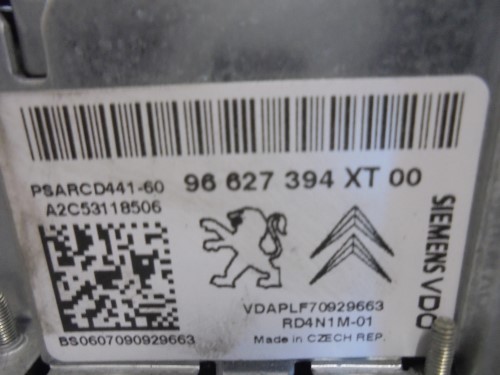 PSARCD441-60 96 627 394 XT 00
A2C53118506
SIEMENS VDO
VDAPLF70929663
RD4N1M-01
BS0607090929663
Made in CZECH REP.